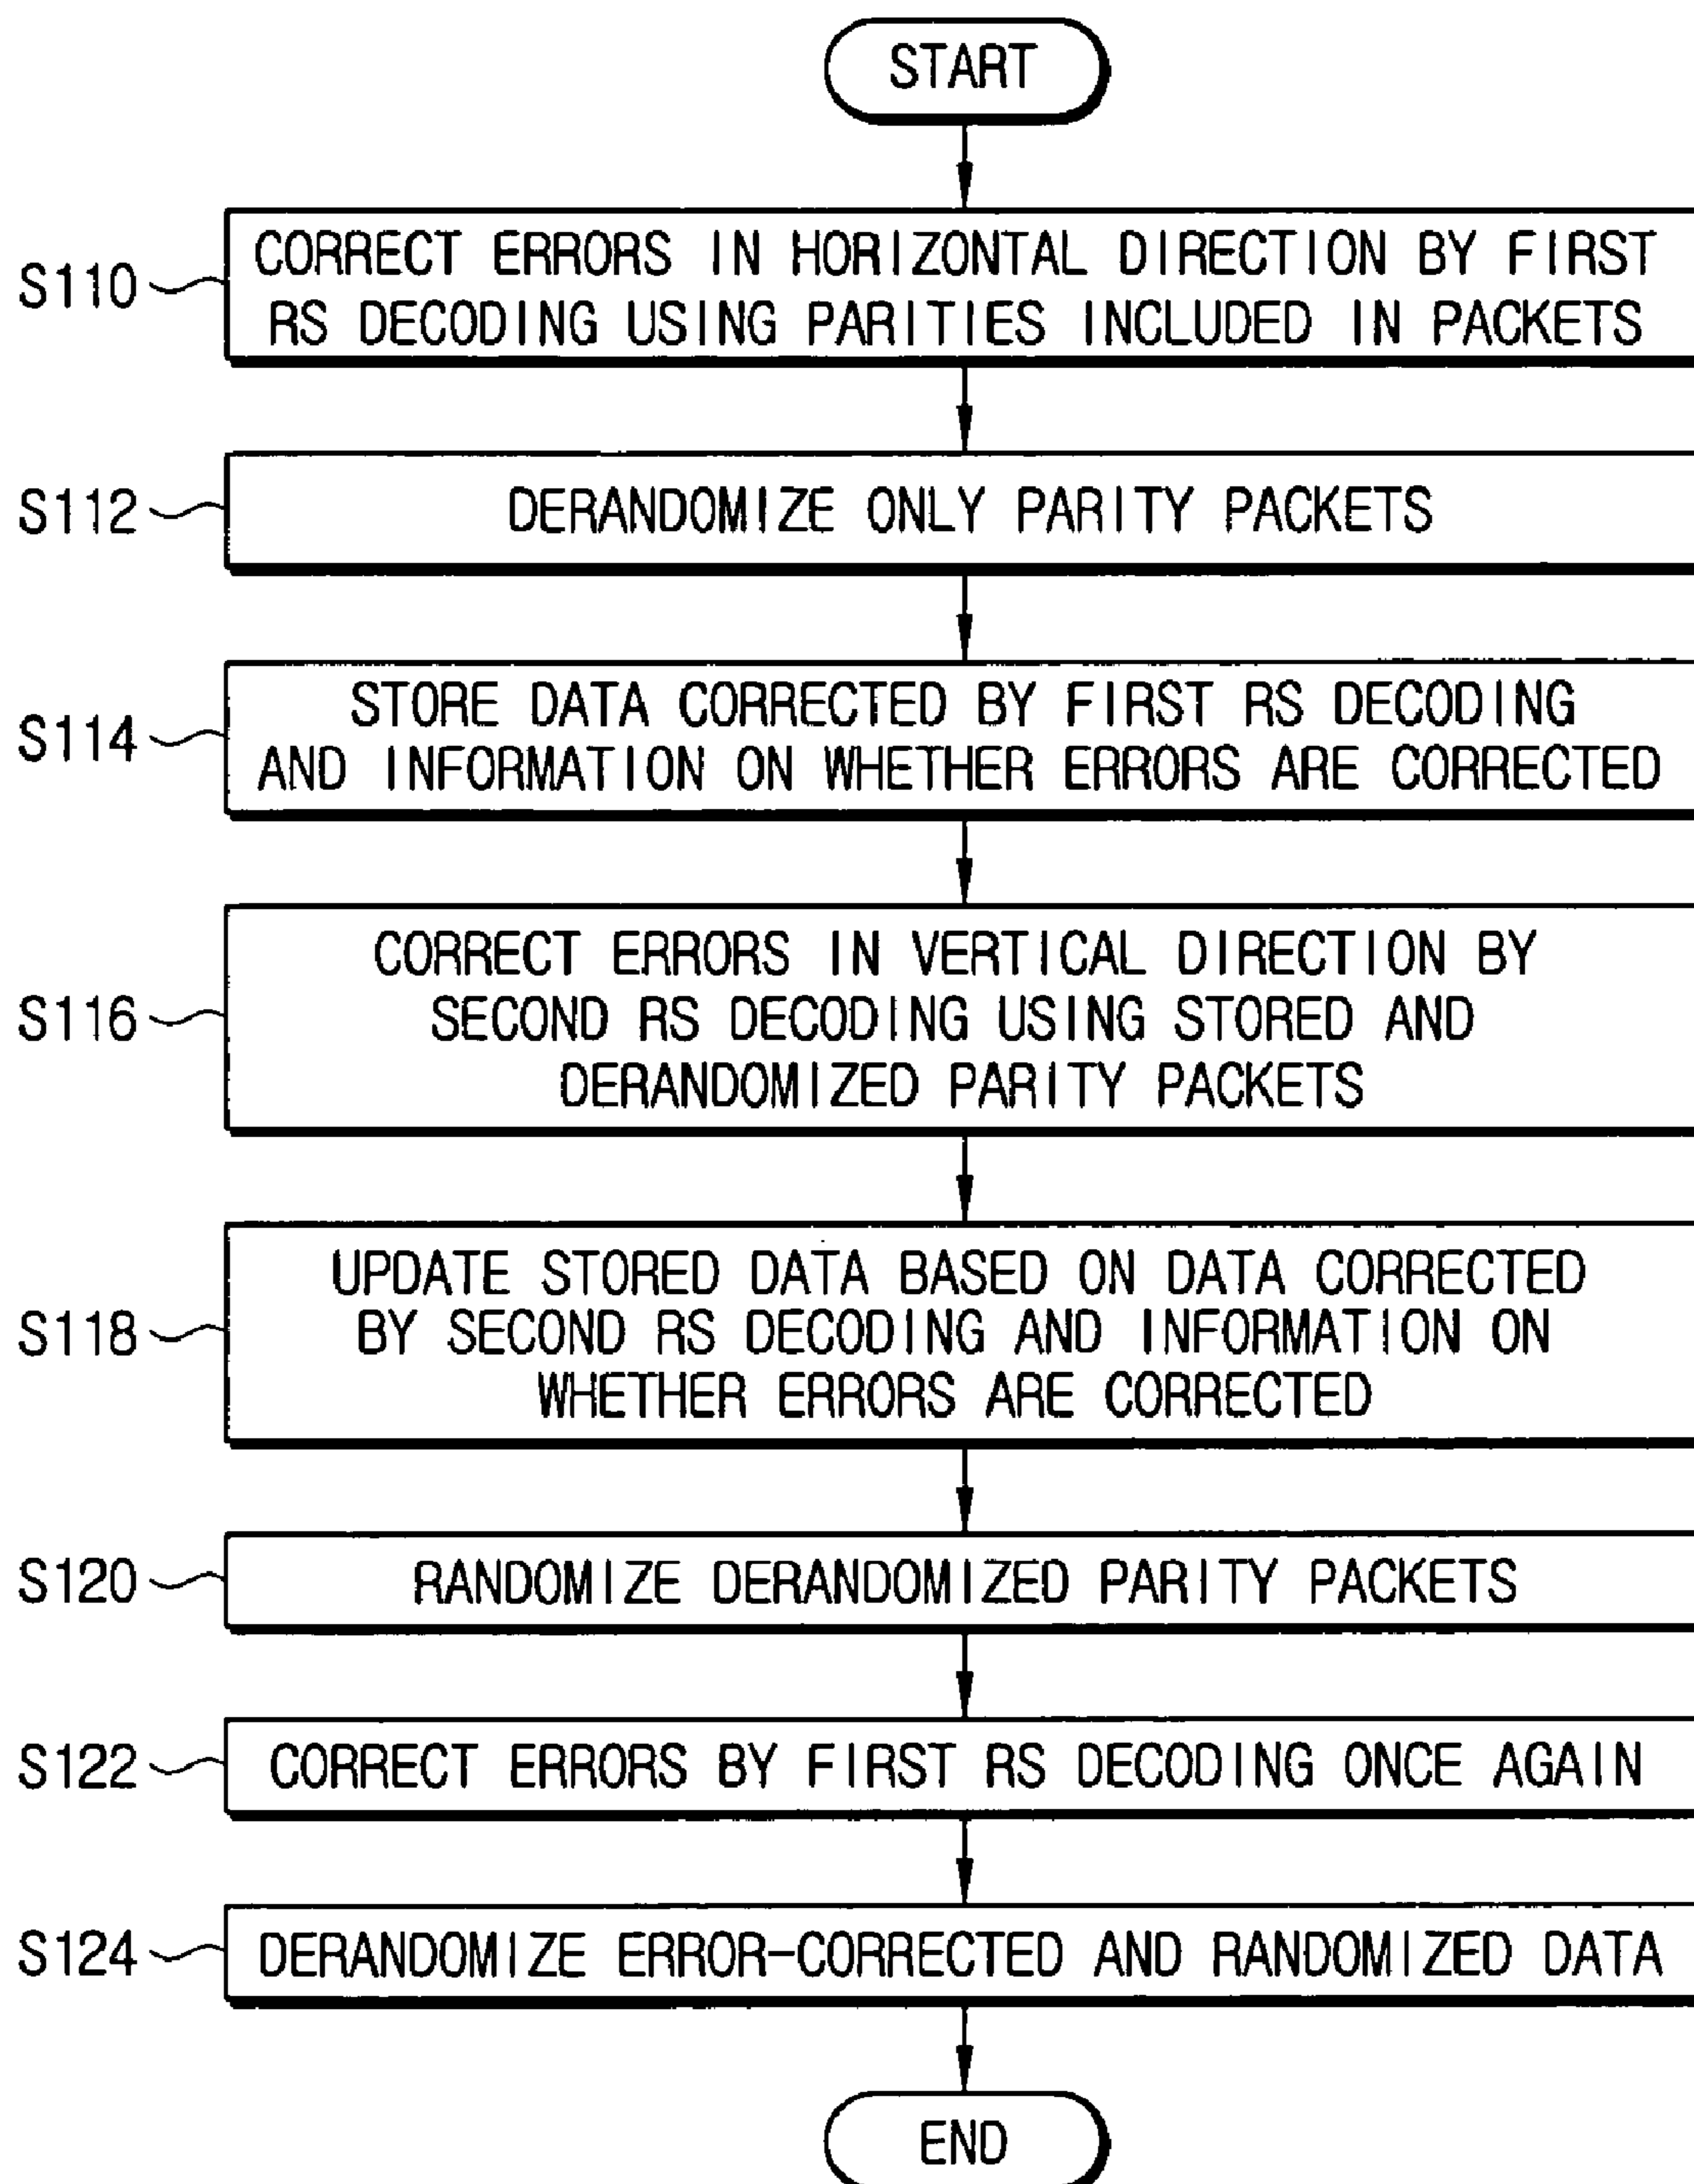 START
S110
CORRECT ERRORS IN HORIZONTAL DIRECTION BY FIRST
RS DECODING USING PARITIES INCLUDED IN PACKETS
S112
DERANDOMIZE ONLY PARITY PACKETS
S114
STORE DATA CORRECTED BY FIRST RS DECODING
AND INFORMATION ON WHETHER ERRORS ARE CORRECTED
S116
CORRECT ERRORS IN VERTICAL DIRECTION BY
SECOND RS DECODING USING STORED AND
DERANDOMIZED PARITY PACKETS
S118
UPDATE STORED DATA BASED ON DATA CORRECTED
BY SECOND RS DECODING AND INFORMATION ON
WHETHER ERRORS ARE CORRECTED
S120
RANDOMIZE DERANDOMIZED PARITY PACKETS
S122
CORRECT ERRORS BY FIRST RS DECODING ONCE AGAIN
S124
DERANDOMIZE ERROR-CORRECTED AND RANDOMIZED DATA
END